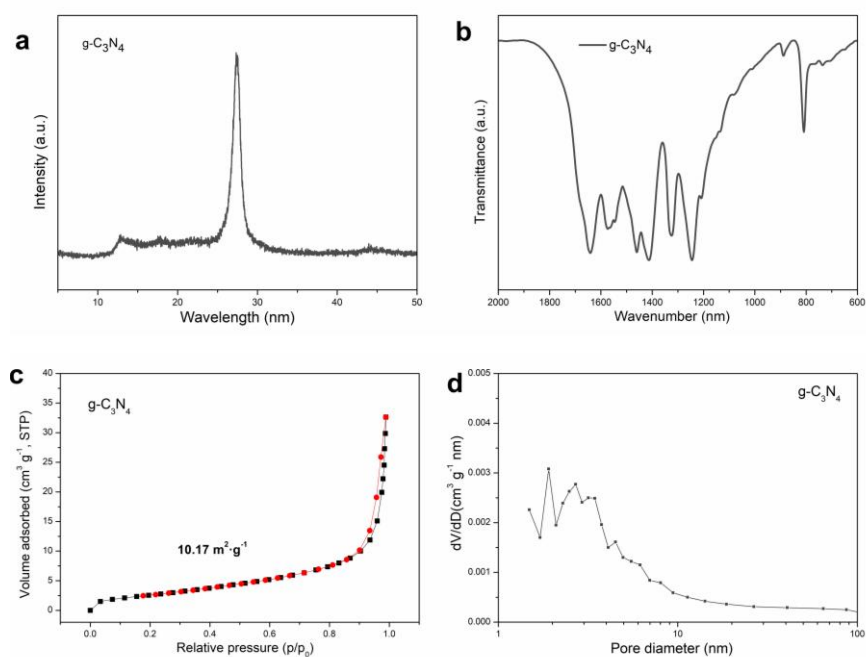 a
g-C₃N₄
Intensity (a.u.)
10 20 30 40 50
Wavelength (nm)
b
g-C₃N₄
Transmittance (a.u.)
2000 1800 1600 1400 1200 1000 800 600
Wavenumber (nm)
c
g-C₃N₄
Volume adsorbed (cm³ g⁻¹, STP)
40
35
30
25
20
15
10
5
0
10.17 m²·g⁻¹
0.0 0.2 0.4 0.6 0.8 1.0
Relative pressure (p/p₀)
d
g-C₃N₄
dV/dD(cm³ g⁻¹ nm)
0.005
0.004
0.003
0.002
0.001
0.000
1 10 100
Pore diameter (nm)